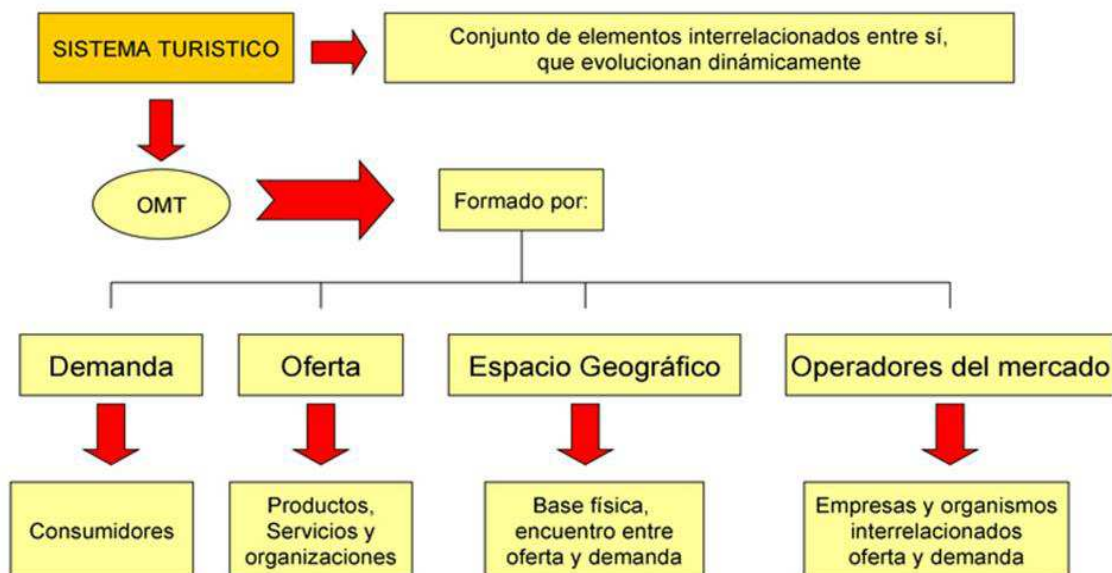 SISTEMA TURISTICO
Conjunto de elementos interrelacionados entre sí,
que evolucionan dinámicamente
OMT
Formado por:
Demanda
Oferta
Espacio Geográfico
Operadores del mercado
Consumidores
Productos,
Servicios y
organizaciones
Base física,
encuentro entre
oferta y demanda
Empresas y organismos
interrelacionados
oferta y demanda